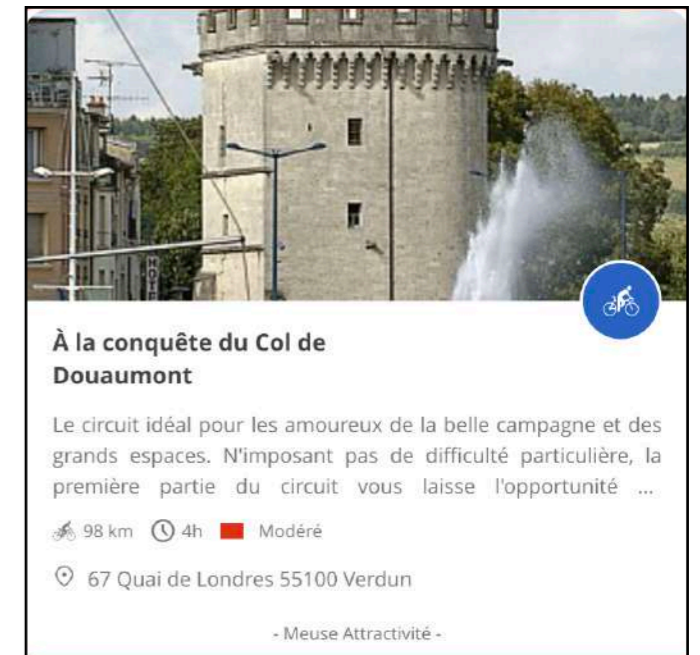 HOTE
À la conquête du Col de
Douaumont
Le circuit idéal pour les amoureux de la belle campagne et des
grands espaces. N'imposant pas de difficulté particulière, la
première partie du circuit vous laisse l'opportunité ...
98 km 4h Modéré
67 Quai de Londres 55100 Verdun
- Meuse Attractivité -